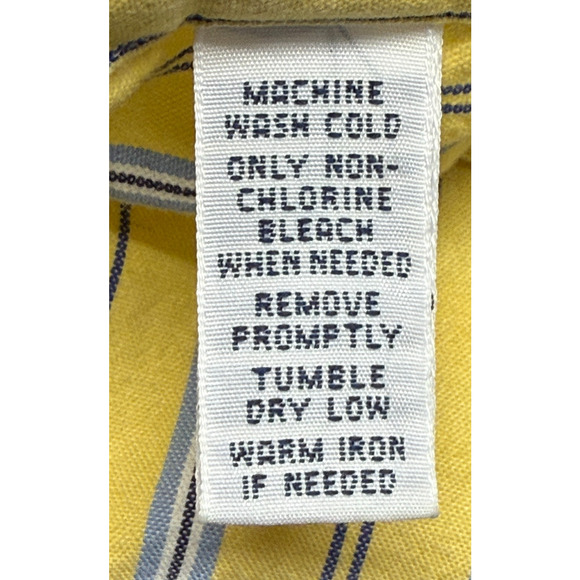 MACHINE
WASH COLD
ONLY NON-
CHLORINE
BLEACH
WHEN NEEDED
REMOVE
PROMPTLY
TUMBLE
DRY LOW
WARM IRON
IF NEEDED